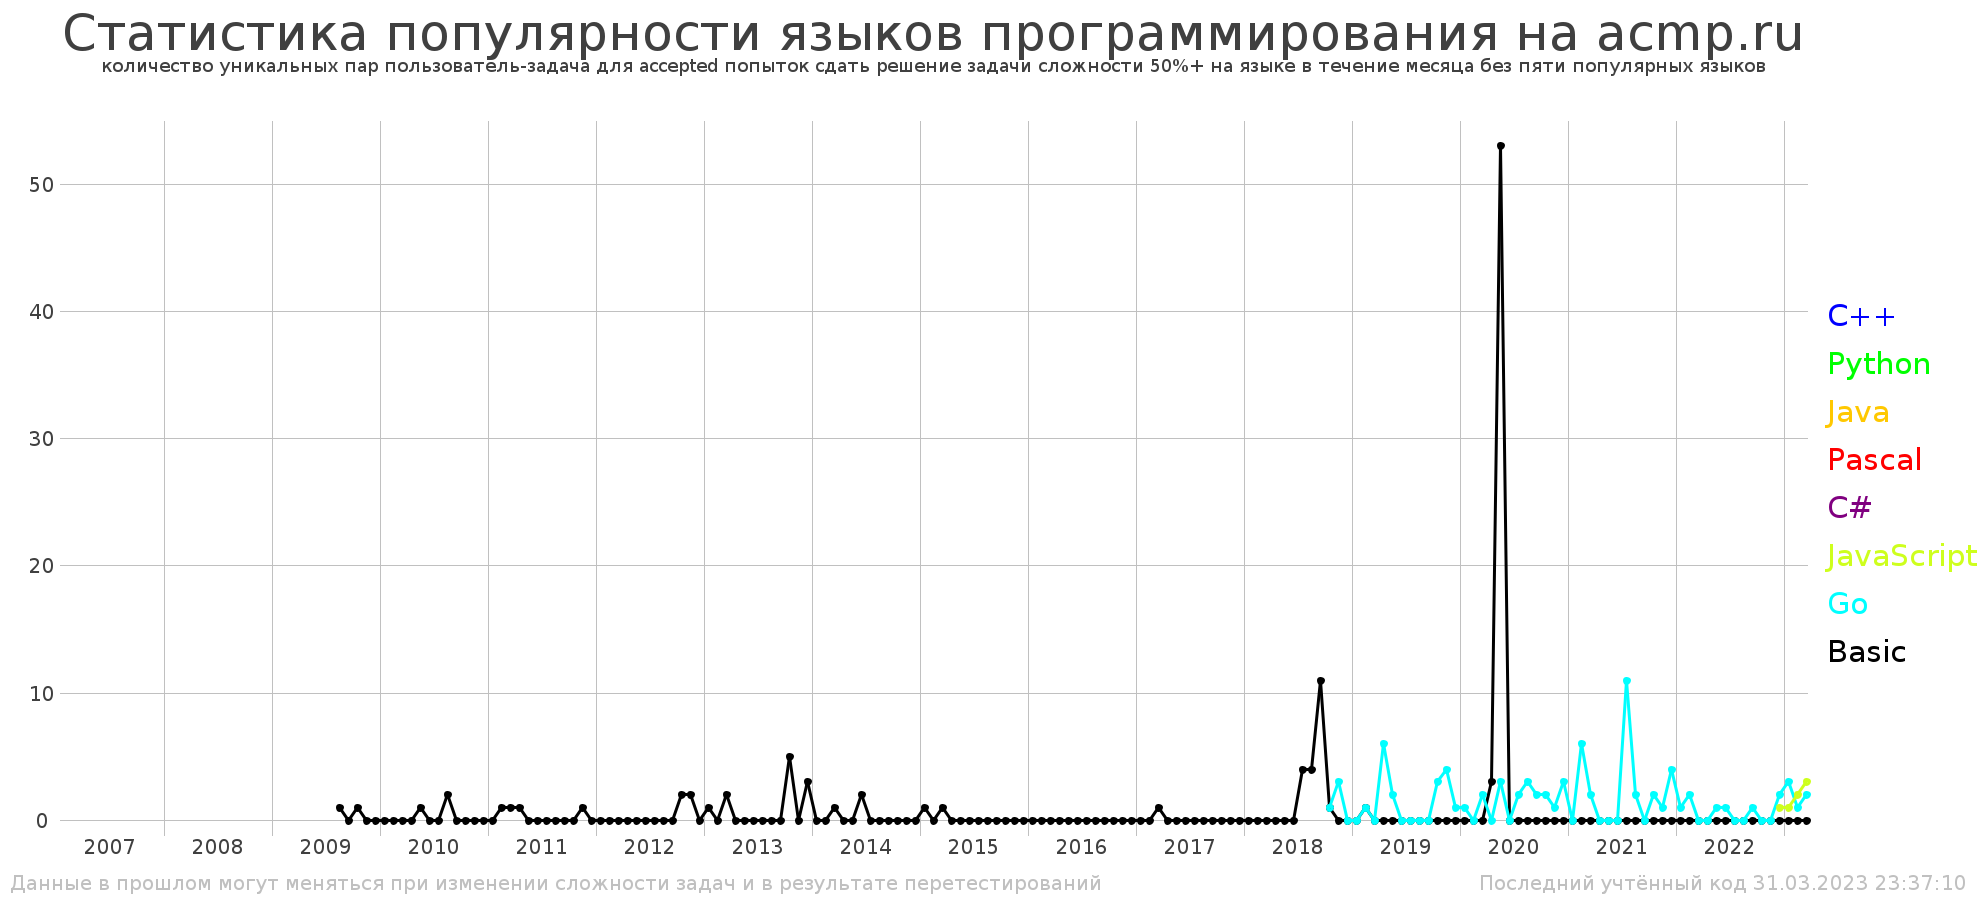 Статистика популярности языков программирования на acmp.ru
количество уникальных пар пользователь-задача для accepted попыток сдать решение задачи сложности 50%+ на языке в течение месяца без пяти популярных языков
50
40
30
20
10
0
C++
Python
Java
Pascal
C#
JavaScript
Go
Basic
2007 2008 2009 2010 2011 2012 2013 2014 2015 2016 2017 2018 2019 2020 2021 2022
Данные в прошлом могут меняться при изменении сложности задач и в результате перетестирований
Последний учтённый код 31.03.2023 23:37:10